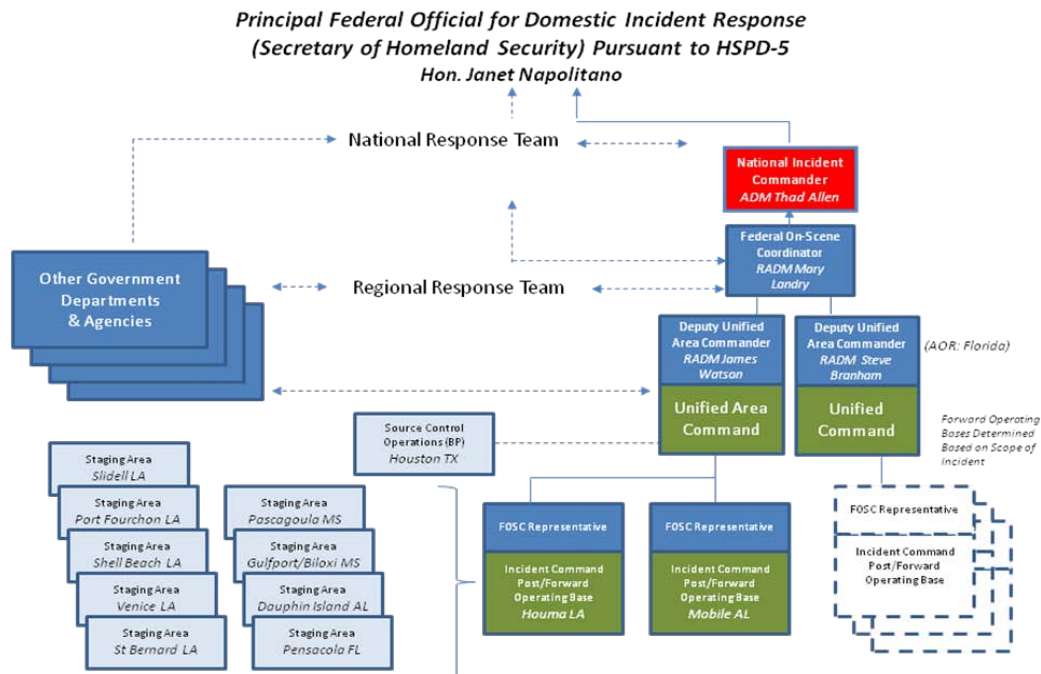 Principal Federal Official for Domestic Incident Response
(Secretary of Homeland Security) Pursuant to HSPD-5
Hon. Janet Napolitano
National Response Team
National Incident
Commander
ADM Thad Allen
Federal On-Scene
Coordinator
RADM Mary
Landry
Other Government
Departments
& Agencies
Regional Response Team
Deputy Unified
Area Commander
RADM James
Watson
Deputy Unified
Area Commander
RADM Steve
Branham
(AOR: Florida)
Unified Area
Command
Unified
Command
Forward Operating
Bases Determined
Based on Scope of
Incident
Source Control
Operations (BP)
Houston TX
Staging Area
Slidell LA
Staging Area
Port Fourchon LA
Staging Area
Shell Beach LA
Staging Area
Venice LA
Staging Area
St Bernard LA
Staging Area
Pascagoula MS
Staging Area
Gulfport/Biloxi MS
Staging Area
Dauphin Island AL
Staging Area
Pensacola FL
FOSC Representative
Incident Command
Post/Forward
Operating Base
Houma LA
FOSC Representative
Incident Command
Post/Forward
Operating Base
Mobile AL
FOSC Representative
Incident Command
Post/Forward
Operating Base